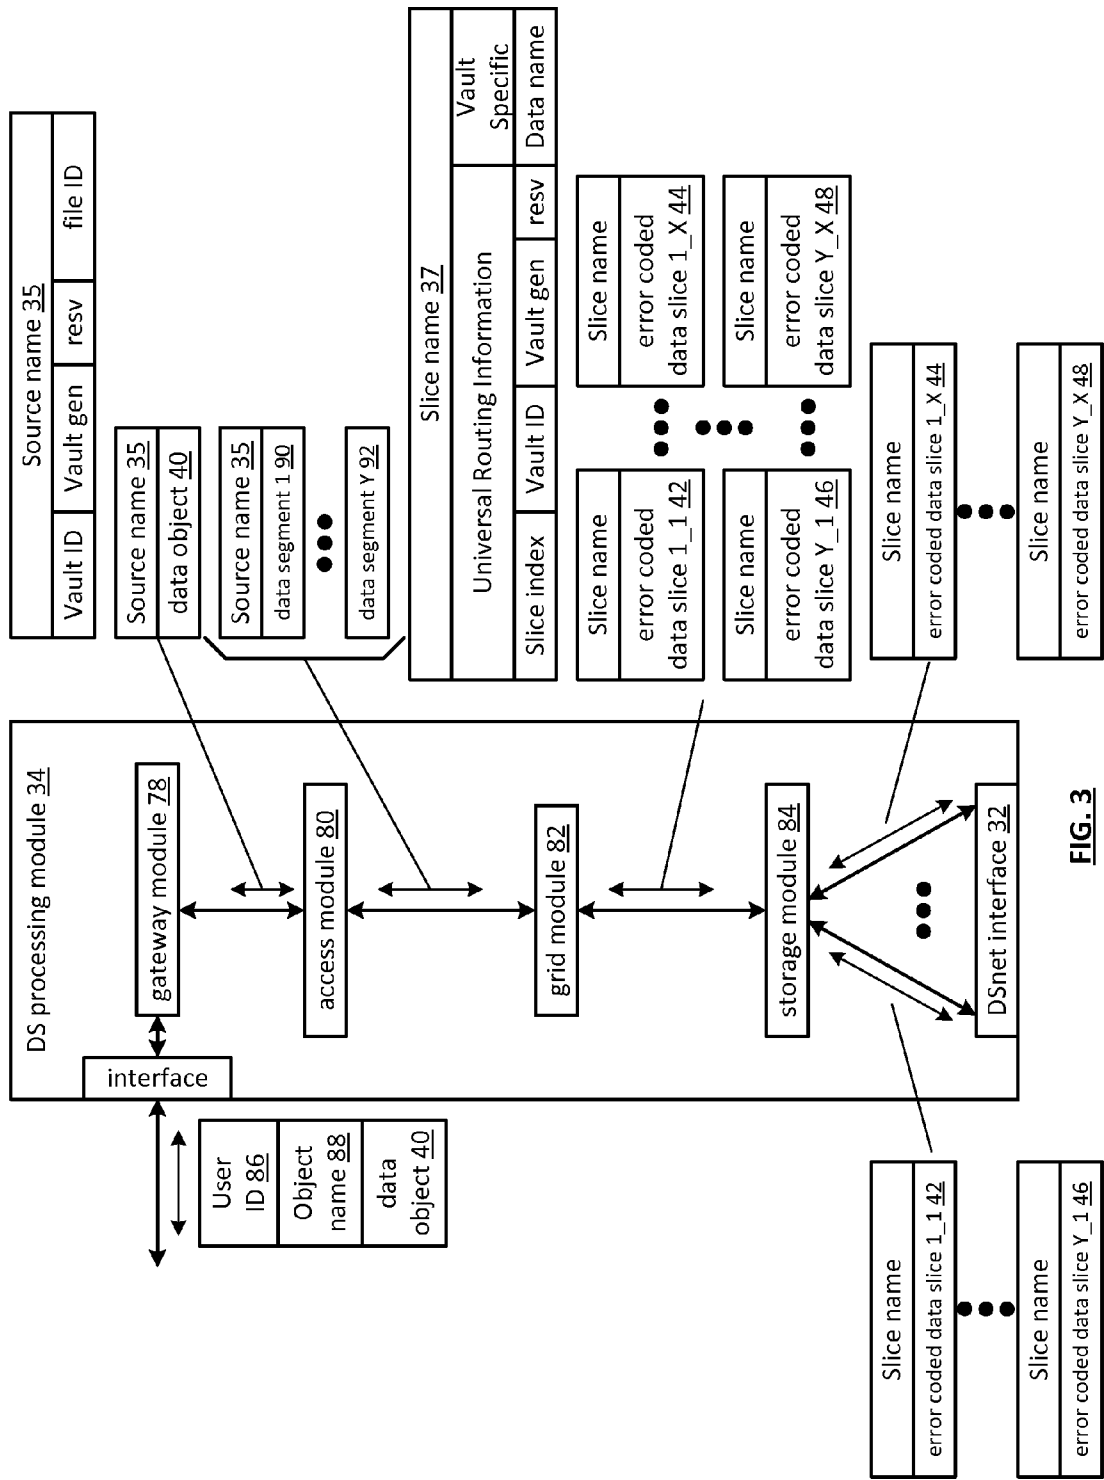 DS processing module 34
interface
gateway module 78
access module 80
grid module 82
storage module 84
DSnet interface 32
User
ID 86
Object
name 88
data
object 40
Source name 35
Vault ID
Vault gen
resv
file ID
Source name 35
data object 40
Source name 35
data segment 1 90
data segment Y 92
Slice name 37
Universal Routing Information
Vault
Specific
Slice index
Vault ID
Vault gen
resv
Data name
Slice name
error coded
data slice 1_1 42
Slice name
error coded
data slice 1_X 44
Slice name
error coded
data slice Y_1 46
Slice name
error coded
data slice Y_X 48
Slice name
error coded data slice 1_1 42
Slice name
error coded data slice Y_1 46
Slice name
error coded data slice 1_X 44
Slice name
error coded data slice Y_X 48
FIG. 3